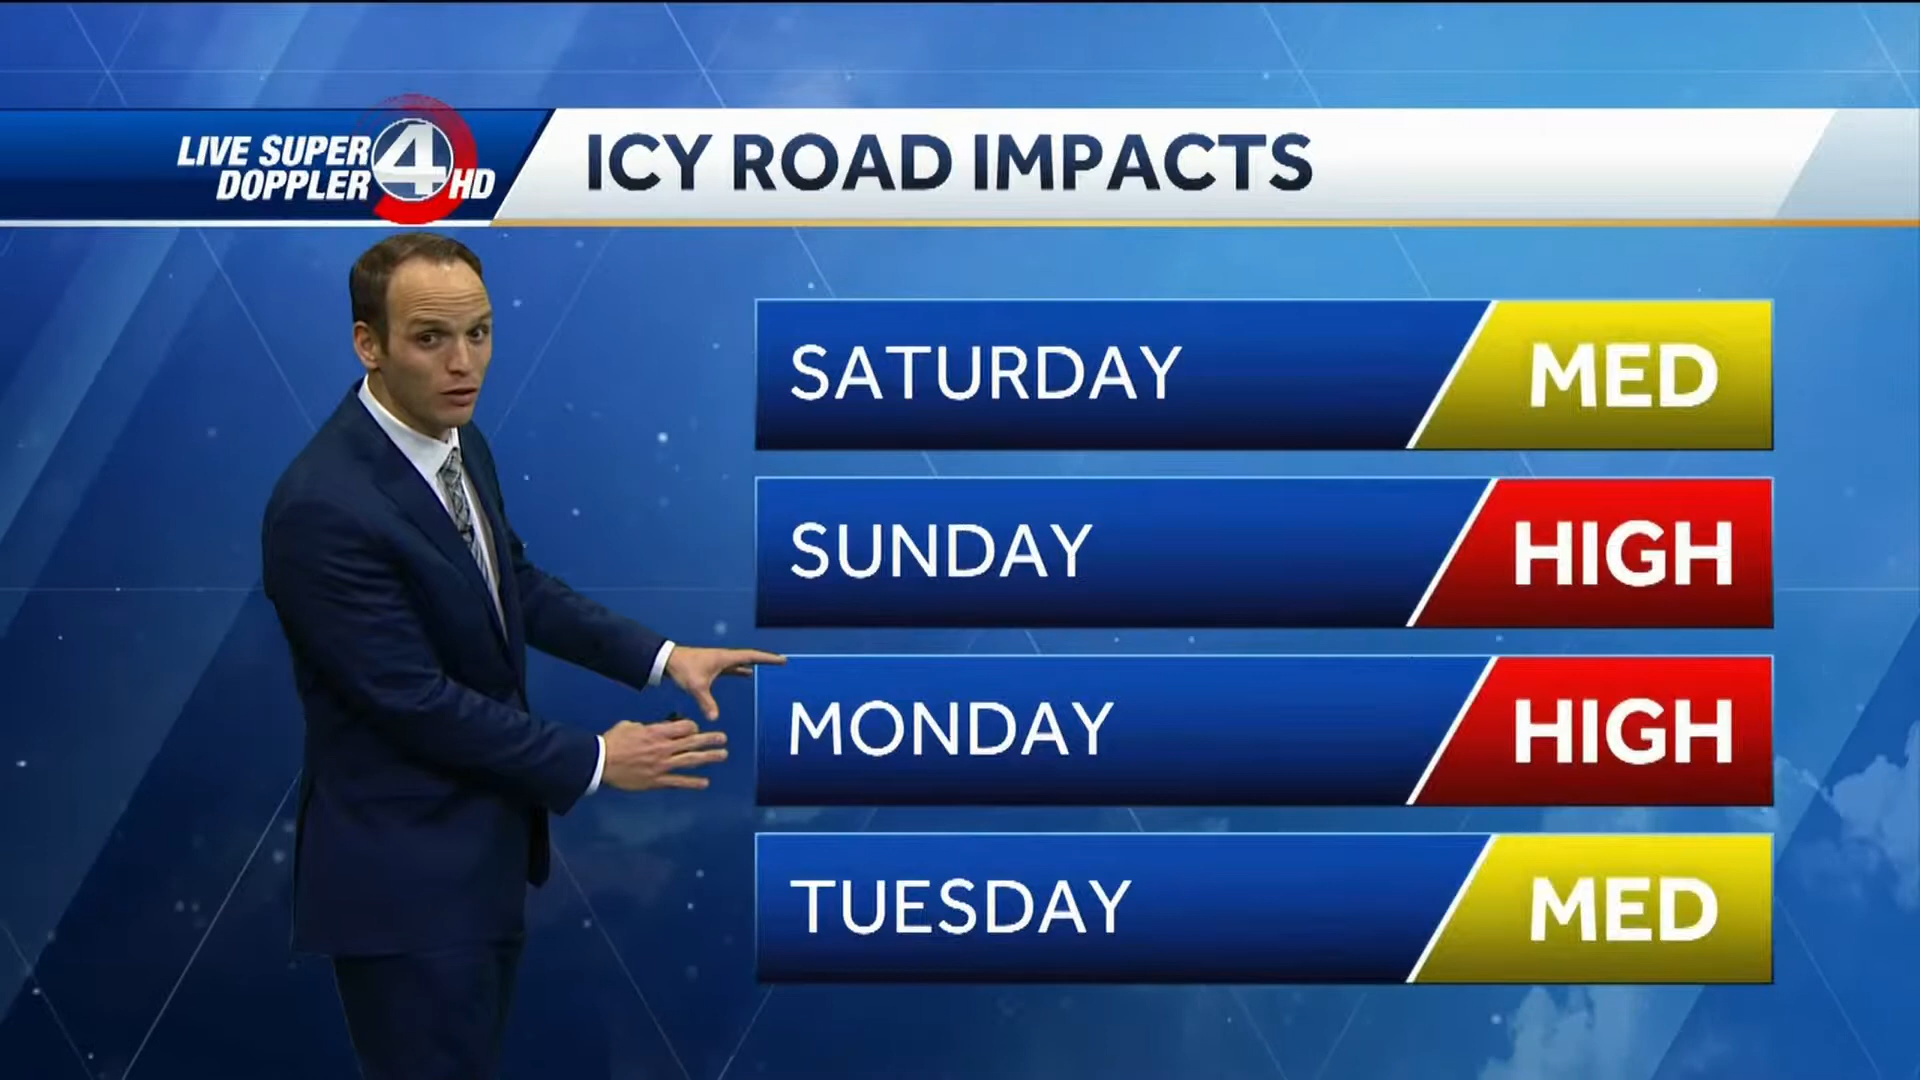 LIVE SUPER
DOPPLER 4 HD
ICY ROAD IMPACTS
SATURDAY MED
SUNDAY HIGH
MONDAY HIGH
TUESDAY MED